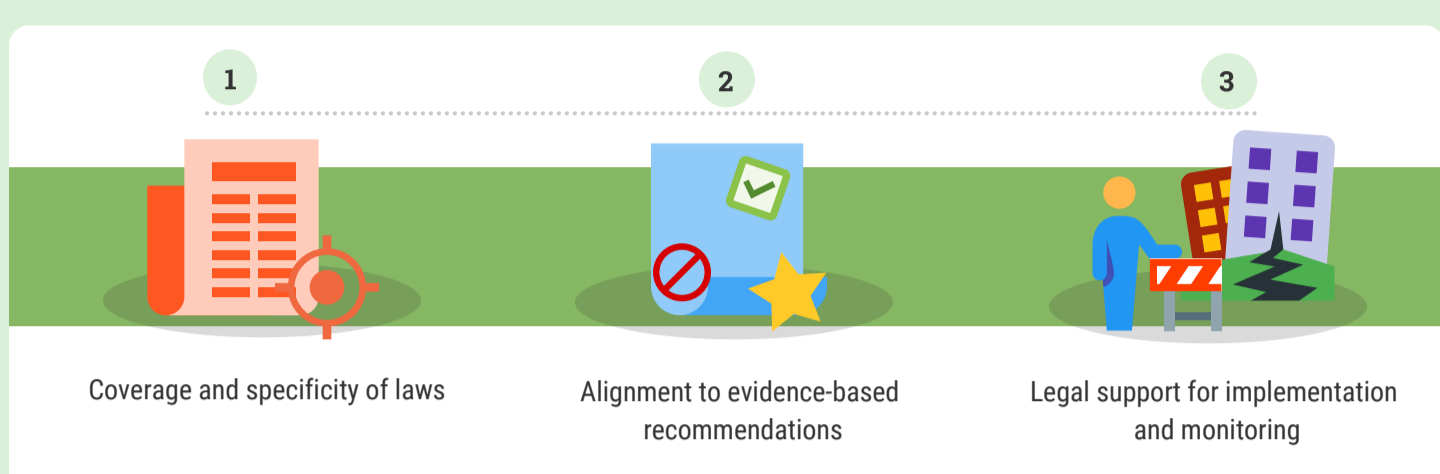 1
2
3
Coverage and specificity of laws
Alignment to evidence-based
recommendations
Legal support for implementation
and monitoring